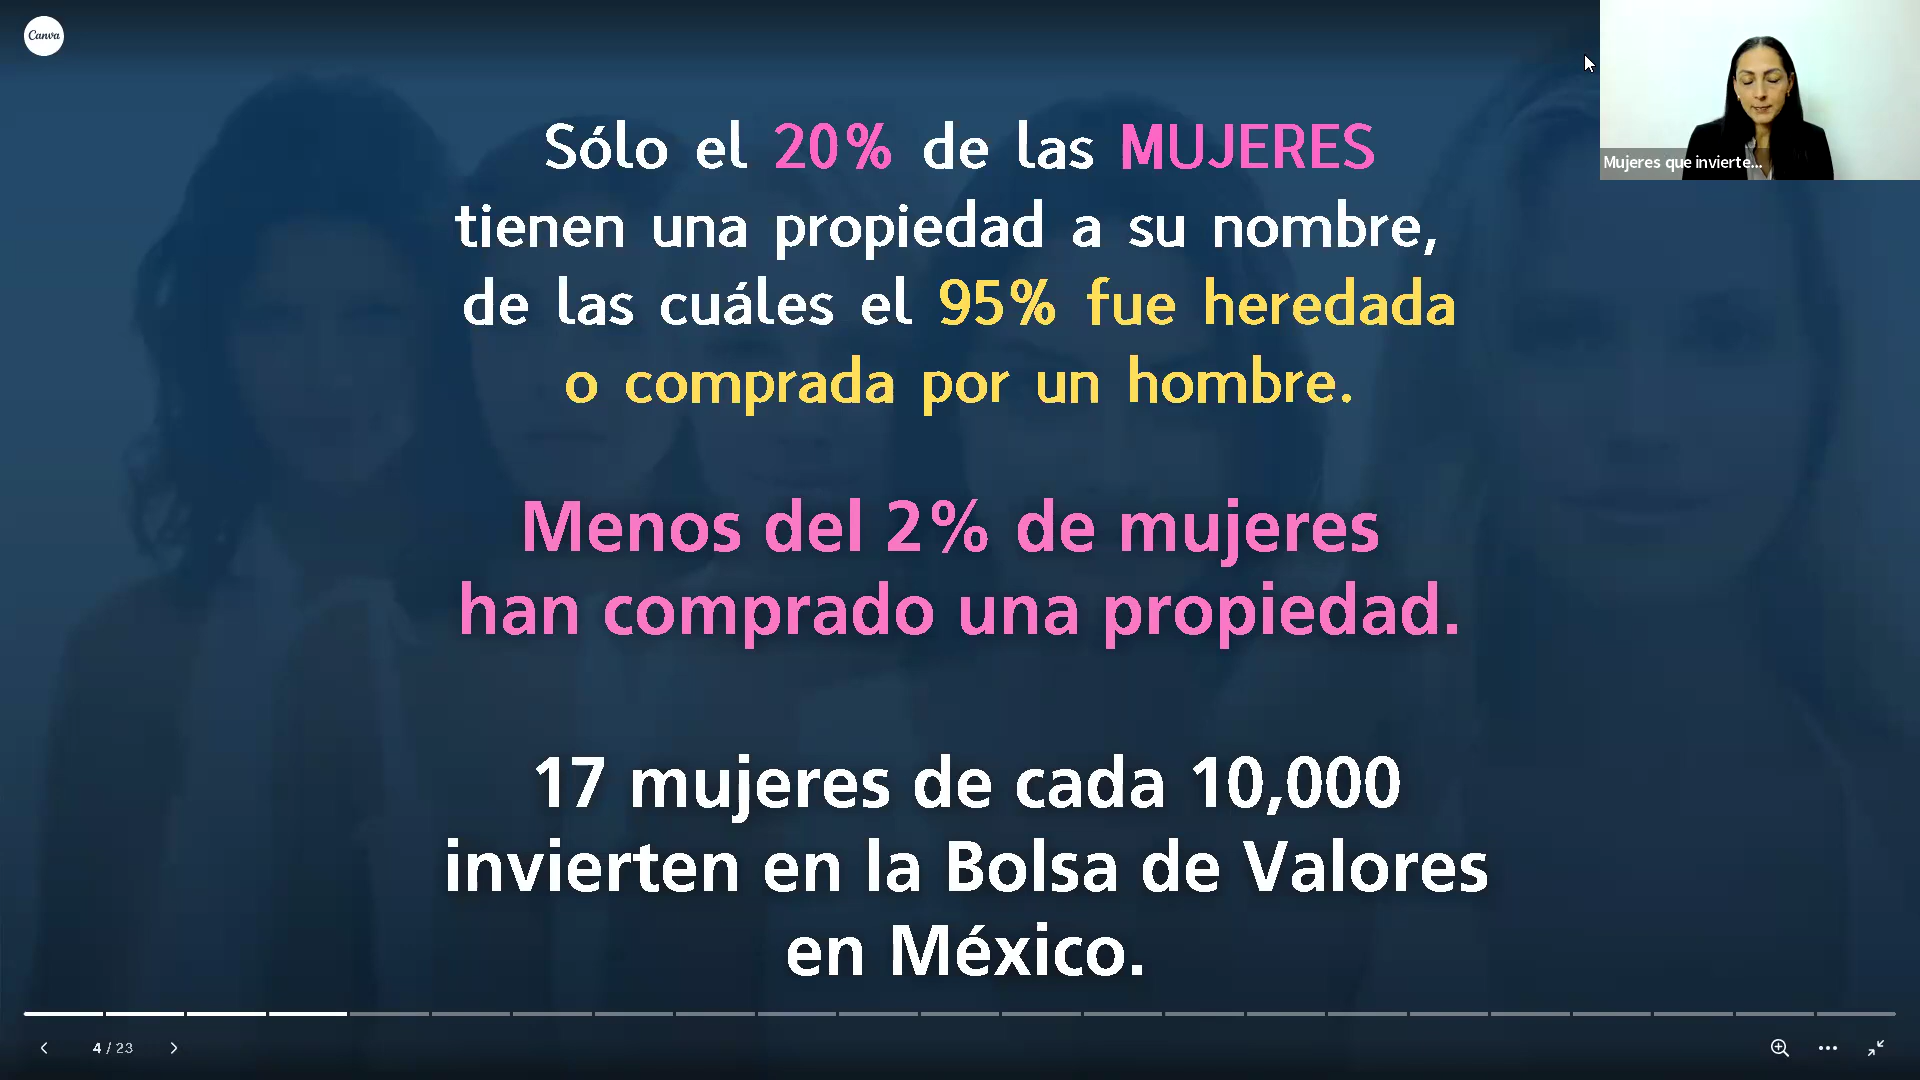 Canva
Sólo el 20% de las MUJERES
tienen una propiedad a su nombre,
de las cuáles el 95% fue heredada
o comprada por un hombre.
Menos del 2% de mujeres
han comprado una propiedad.
17 mujeres de cada 10,000
invierten en la Bolsa de Valores
en México.
Mujeres que invierte...
4 / 23